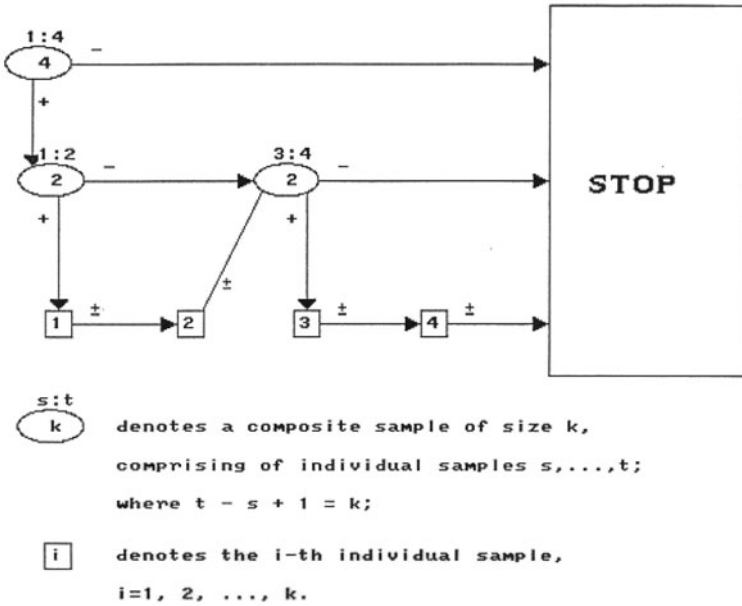 1:4
4 −
+
1:2 3:4
2 − 2 − STOP
+ ± +
1 ± 2 3 ± 4 ±
s:t
k denotes a composite sample of size k,
comprising of individual samples s,...,t;
where t − s + 1 = k;
i denotes the i-th individual sample,
i=1, 2, ..., k.